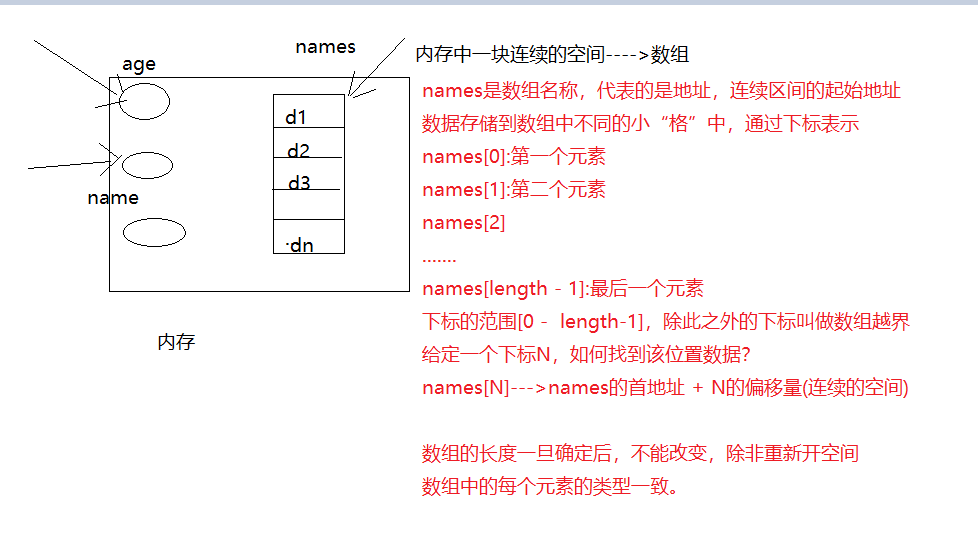 age
names
d1
d2
d3
·dn
name
内存
内存中一块连续的空间---->数组
names是数组名称，代表的是地址，连续区间的起始地址
数据存储到数组中不同的小“格”中，通过下标表示
names[0]:第一个元素
names[1]:第二个元素
names[2]
.......
names[length - 1]:最后一个元素
下标的范围[0 - length-1]，除此之外的下标叫做数组越界
给定一个下标N，如何找到该位置数据?
names[N]--->names的首地址 + N的偏移量(连续的空间)
数组的长度一旦确定后，不能改变，除非重新开空间
数组中的每个元素的类型一致。